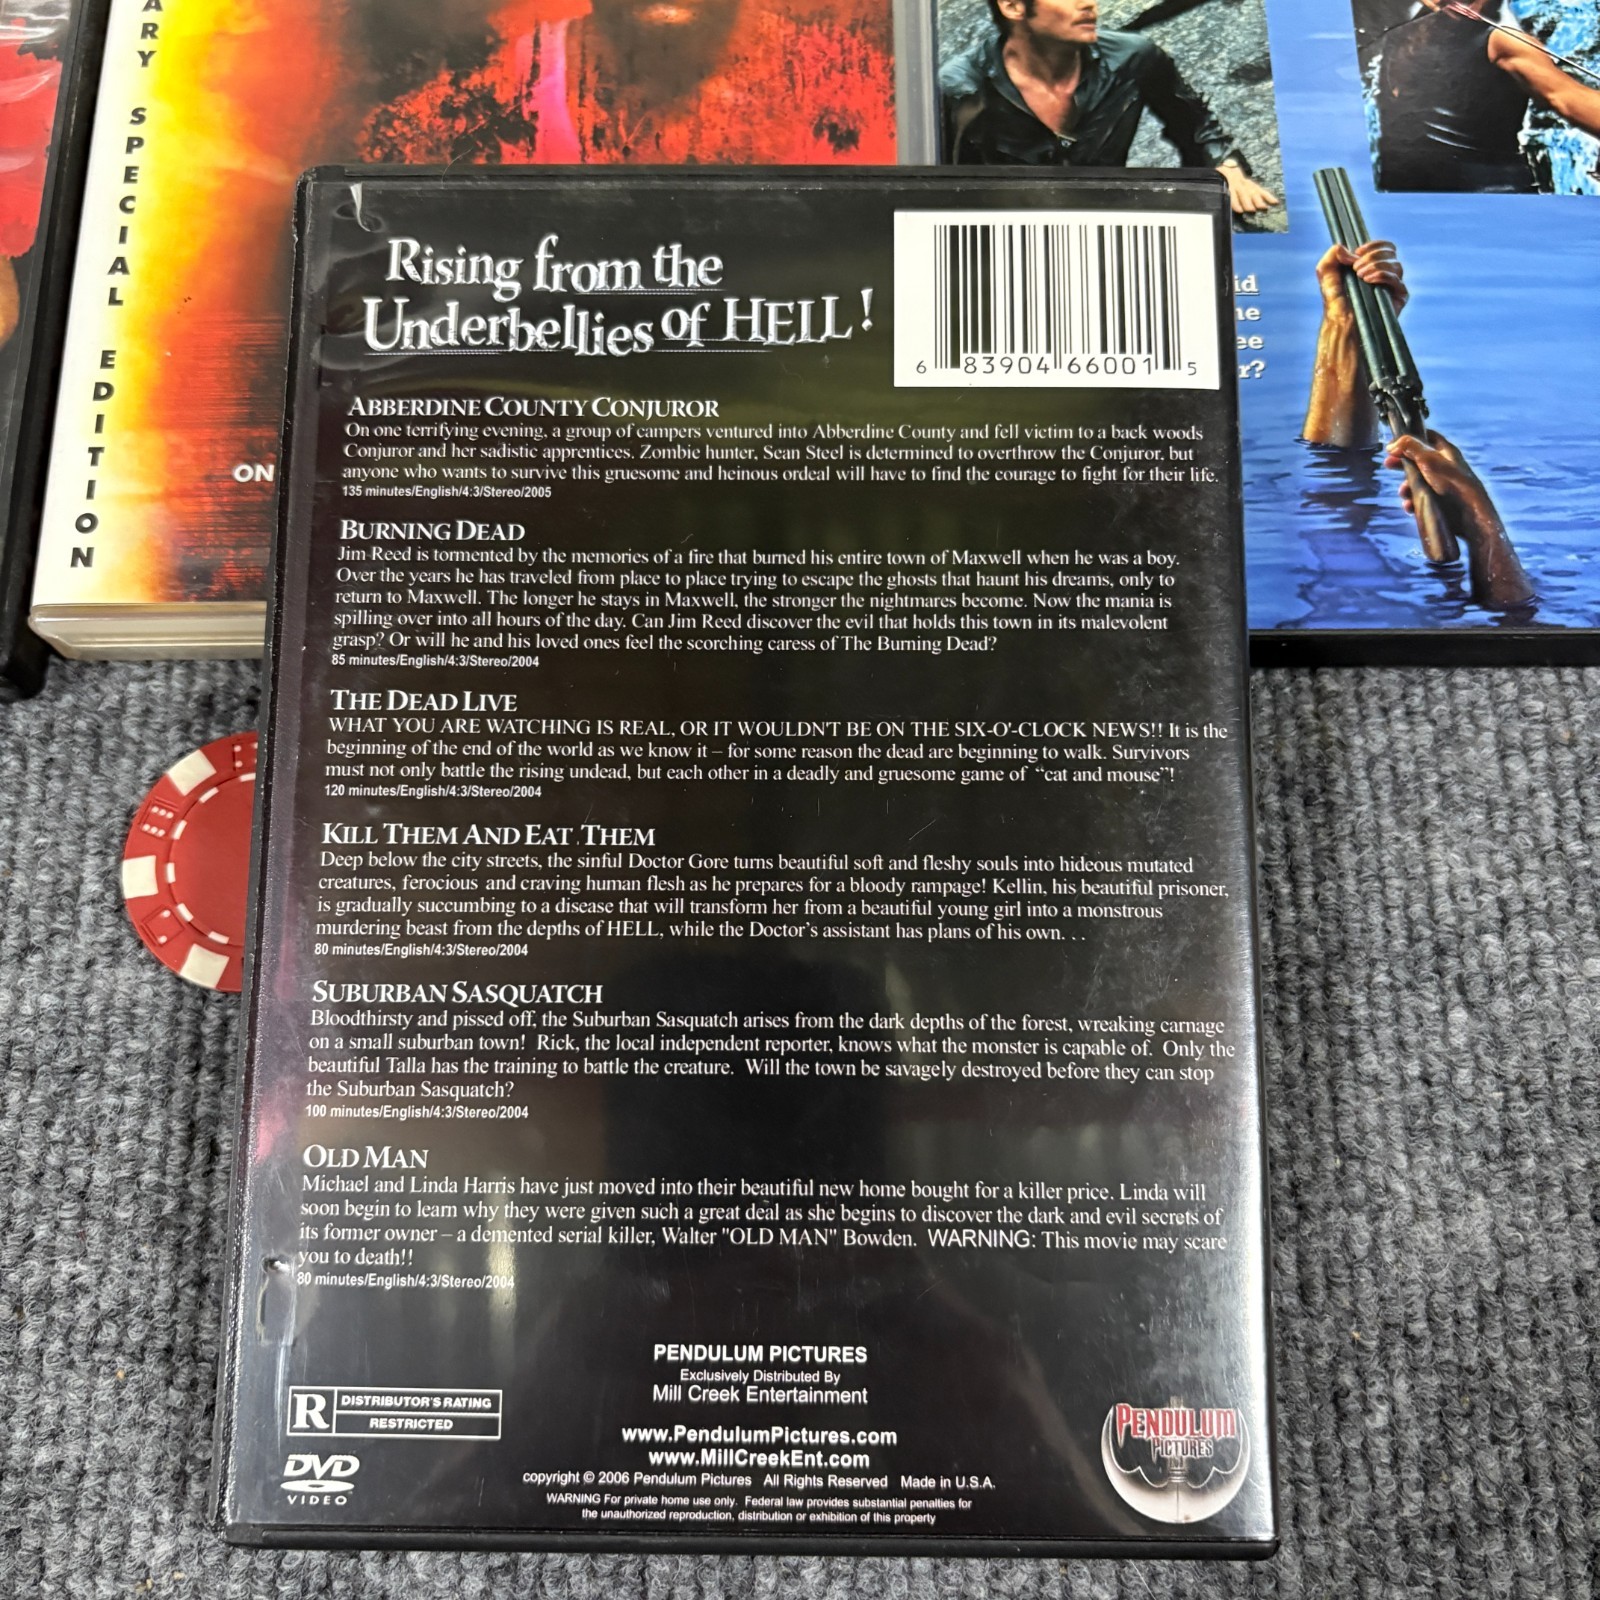 ARY SPECIAL EDITION
ON
id
he
ee
r?
Rising from the
Underbellies of HELL!
6 83904 66001 5
ABBERDINE COUNTY CONJUROR
On one terrifying evening, a group of campers ventured into Abberdine County and fell victim to a back woods
Conjuror and her sadistic apprentices. Zombie hunter, Sean Steel is determined to overthrow the Conjuror, but
anyone who wants to survive this gruesome and heinous ordeal will have to find the courage to fight for their life.
135 minutes/English/4:3/Stereo/2005
BURNING DEAD
Jim Reed is tormented by the memories of a fire that burned his entire town of Maxwell when he was a boy.
Over the years he has traveled from place to place trying to escape the ghosts that haunt his dreams, only to
return to Maxwell. The longer he stays in Maxwell, the stronger the nightmares become. Now the mania is
spilling over into all hours of the day. Can Jim Reed discover the evil that holds this town in its malevolent
grasp? Or will he and his loved ones feel the scorching caress of The Burning Dead?
85 minutes/English/4:3/Stereo/2004
THE DEAD LIVE
WHAT YOU ARE WATCHING IS REAL, OR IT WOULDN'T BE ON THE SIX-O'-CLOCK NEWS!! It is the
beginning of the end of the world as we know it – for some reason the dead are beginning to walk. Survivors
must not only battle the rising undead, but each other in a deadly and gruesome game of "cat and mouse"!
120 minutes/English/4:3/Stereo/2004
KILL THEM AND EAT THEM
Deep below the city streets, the sinful Doctor Gore turns beautiful soft and fleshy souls into hideous mutated
creatures, ferocious and craving human flesh as he prepares for a bloody rampage! Kellin, his beautiful prisoner,
is gradually succumbing to a disease that will transform her from a beautiful young girl into a monstrous
murdering beast from the depths of HELL, while the Doctor's assistant has plans of his own. . .
80 minutes/English/4:3/Stereo/2004
SUBURBAN SASQUATCH
Bloodthirsty and pissed off, the Suburban Sasquatch arises from the dark depths of the forest, wreaking carnage
on a small suburban town! Rick, the local independent reporter, knows what the monster is capable of. Only the
beautiful Talla has the training to battle the creature. Will the town be savagely destroyed before they can stop
the Suburban Sasquatch?
100 minutes/English/4:3/Stereo/2004
OLD MAN
Michael and Linda Harris have just moved into their beautiful new home bought for a killer price. Linda will
soon begin to learn why they were given such a great deal as she begins to discover the dark and evil secrets of
its former owner – a demented serial killer, Walter "OLD MAN" Bowden. WARNING: This movie may scare
you to death!!
80 minutes/English/4:3/Stereo/2004
PENDULUM PICTURES
Exclusively Distributed By
Mill Creek Entertainment
R DISTRIBUTOR'S RATING
RESTRICTED
www.PendulumPictures.com
www.MillCreekEnt.com
DVD
VIDEO
copyright © 2006 Pendulum Pictures All Rights Reserved Made in U.S.A.
WARNING For private home use only. Federal law provides substantial penalties for
the unauthorized reproduction, distribution or exhibition of this property
PENDULUM
PICTURES